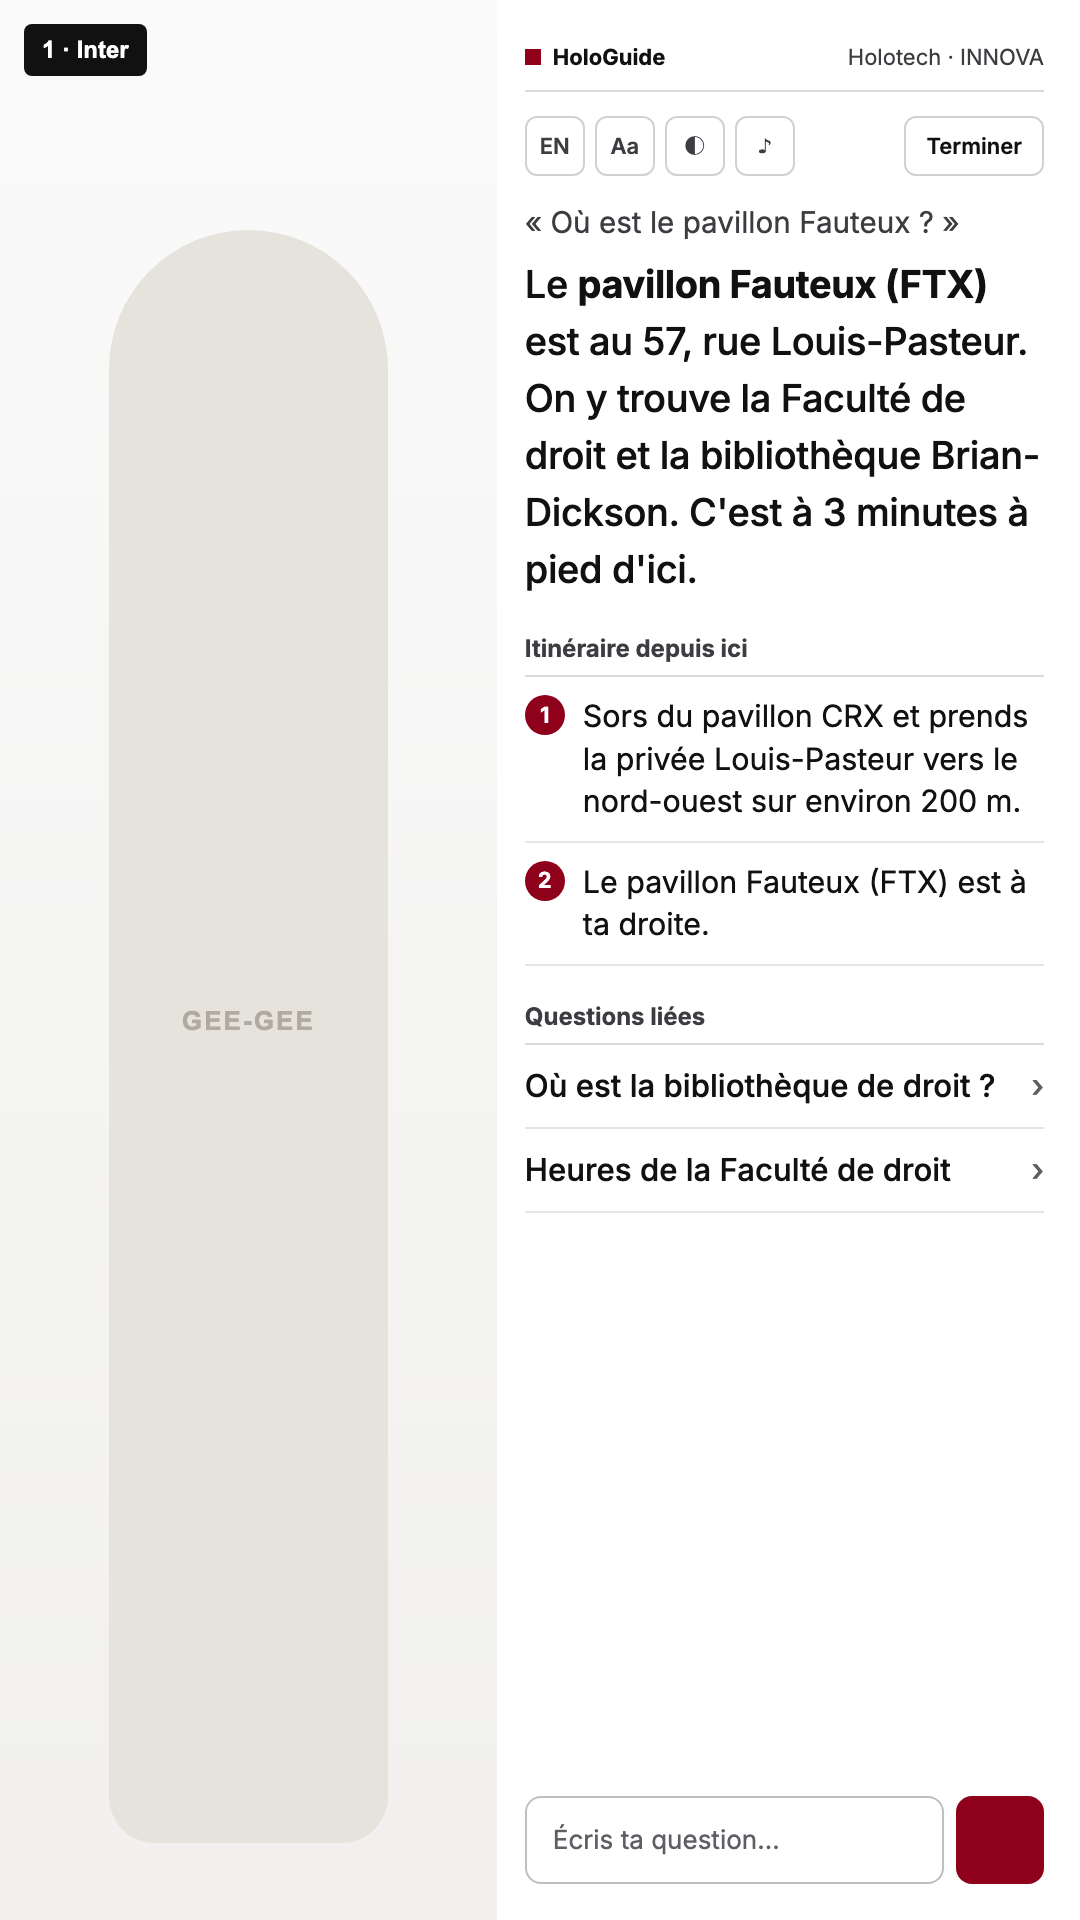 1 · Inter
HoloGuide
Holotech · INNOVA
EN
Aa
Terminer
« Où est le pavillon Fauteux ? »
Le pavillon Fauteux (FTX)
est au 57, rue Louis-Pasteur.
On y trouve la Faculté de
droit et la bibliothèque Brian-
Dickson. C'est à 3 minutes à
pied d'ici.
Itinéraire depuis ici
1 Sors du pavillon CRX et prends
la privée Louis-Pasteur vers le
nord-ouest sur environ 200 m.
2 Le pavillon Fauteux (FTX) est à
ta droite.
GEE-GEE
Questions liées
Où est la bibliothèque de droit ? ›
Heures de la Faculté de droit ›
Écris ta question...